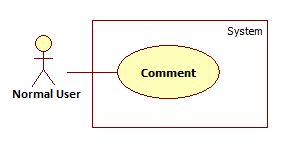 System
Comment
Normal User